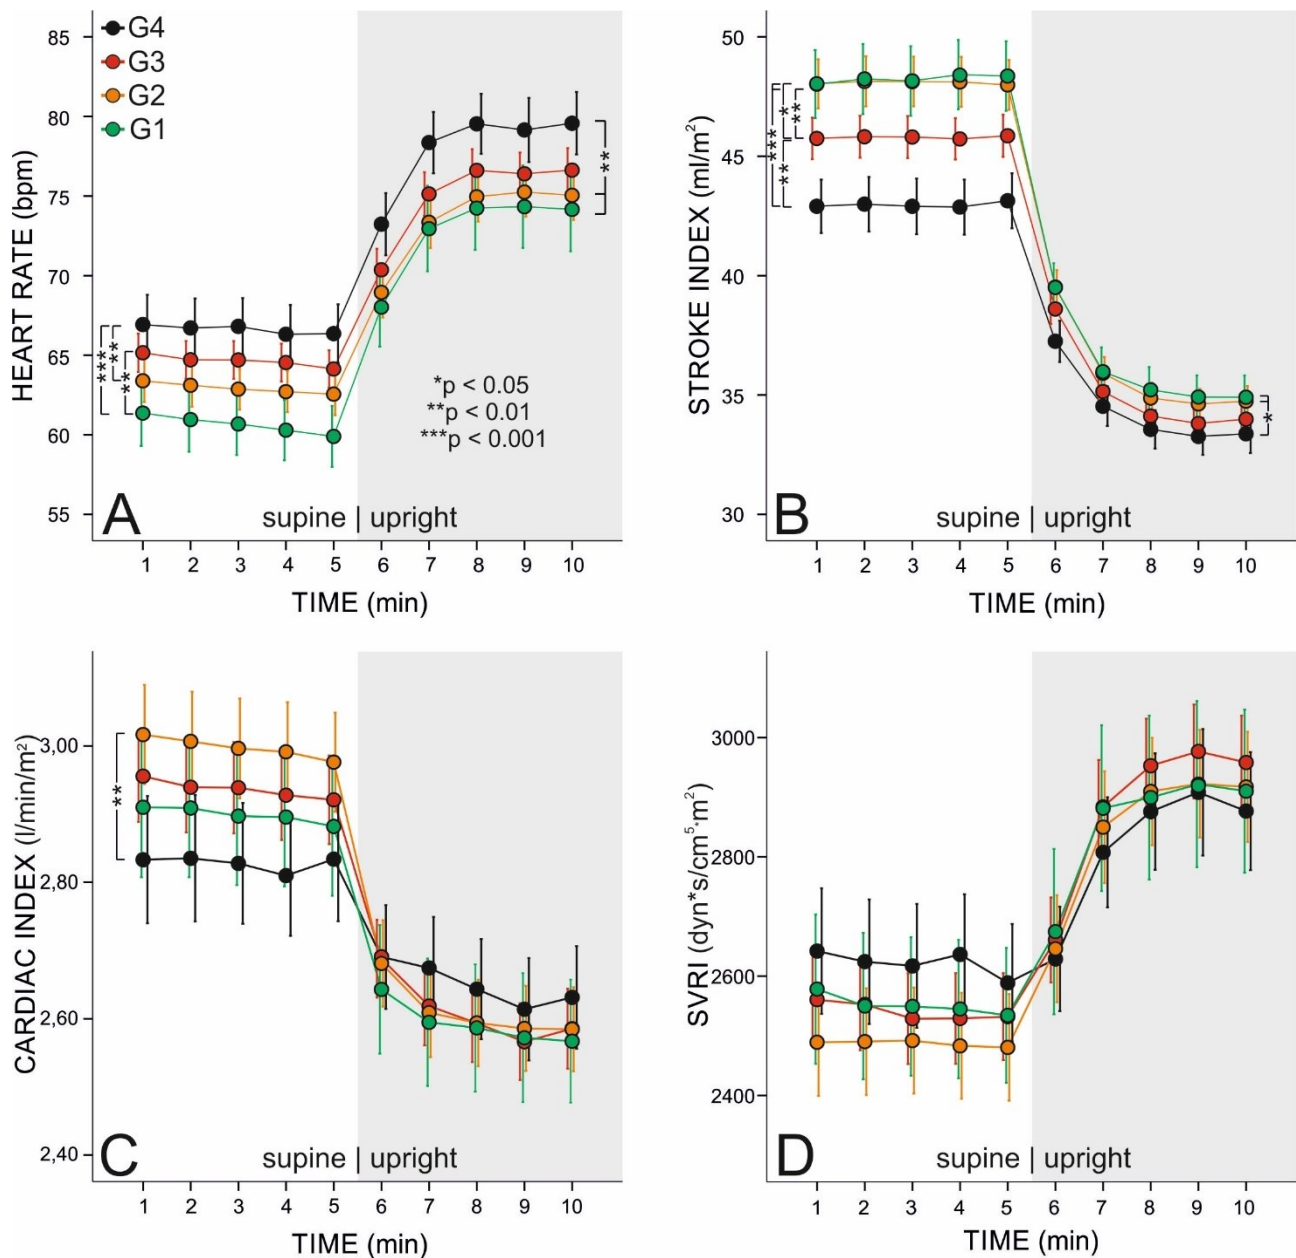 G4
G3
G2
G1
HEART RATE (bpm)
85
80
75
70
65
60
55
***
**
**
**
*p < 0.05
**p < 0.01
***p < 0.001
A
supine | upright
1 2 3 4 5 6 7 8 9 10
TIME (min)
STROKE INDEX (ml/m²)
50
45
40
35
30
***
*
**
**
*
B
supine | upright
1 2 3 4 5 6 7 8 9 10
TIME (min)
CARDIAC INDEX (l/min/m²)
3,00
2,80
2,60
2,40
**
C
supine | upright
1 2 3 4 5 6 7 8 9 10
TIME (min)
SVRI (dyn*s/cm⁵·m²)
3000
2800
2600
2400
D
supine | upright
1 2 3 4 5 6 7 8 9 10
TIME (min)